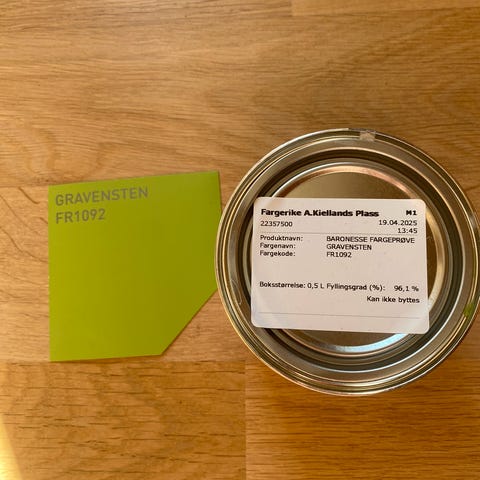 GRAVENSTEN
FR1092
Fargerike A.Kiellands Plass M1
22357500 19.04.2025
13:45
Produktnavn: BARONESSE FARGEPRØVE
Fargenavn: GRAVENSTEN
Fargekode: FR1092
Boksstørrelse: 0,5 L Fyllingsgrad (%): 96,1 %
Kan ikke byttes